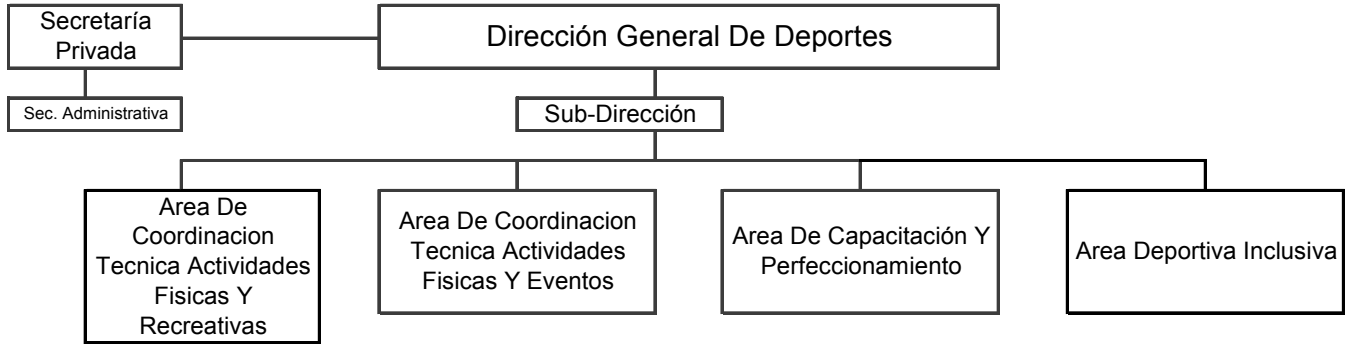 Secretaría
Privada
Dirección General De Deportes
Sec. Administrativa
Sub-Dirección
Area De
Coordinacion
Tecnica Actividades
Fisicas Y
Recreativas
Area De Coordinacion
Tecnica Actividades
Fisicas Y Eventos
Area De Capacitación Y
Perfeccionamiento
Area Deportiva Inclusiva